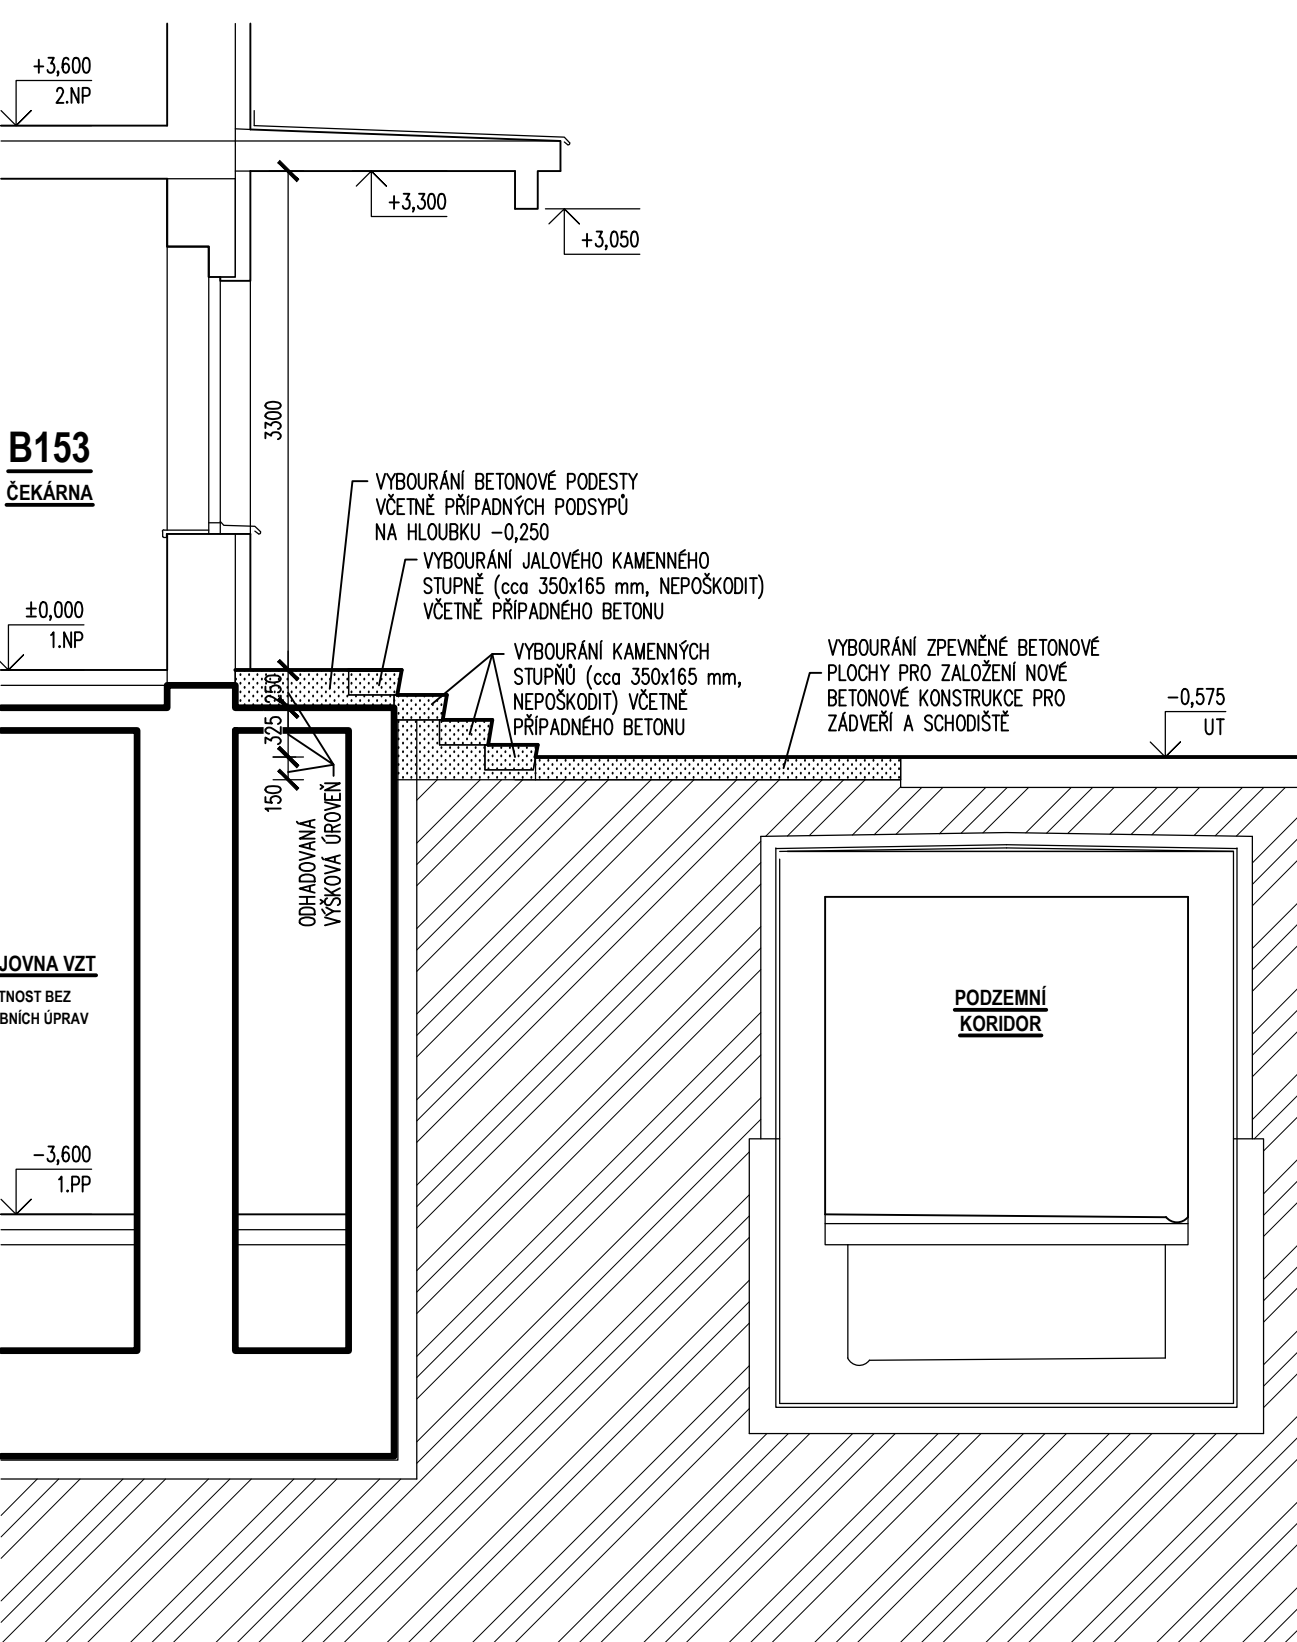 +3,600
2.NP
+3,300
+3,050
3300
B153
ČEKÁRNA
VYBOURÁNÍ BETONOVÉ PODESTY
VČETNĚ PŘÍPADNÝCH PODSYPŮ
NA HLOUBKU -0,250
VYBOURÁNÍ JALOVÉHO KAMENNÉHO
STUPNĚ (cca 350x165 mm, NEPOŠKODIT)
VČETNĚ PŘÍPADNÉHO BETONU
±0,000
1.NP
VYBOURÁNÍ KAMENNÝCH
STUPŇŮ (cca 350x165 mm,
NEPOŠKODIT) VČETNĚ
PŘÍPADNÉHO BETONU
VYBOURÁNÍ ZPEVNĚNÉ BETONOVÉ
PLOCHY PRO ZALOŽENÍ NOVÉ
BETONOVÉ KONSTRUKCE PRO
ZÁDVEŘÍ A SCHODIŠTĚ
-0,575
UT
250
325
150
ODHADOVANÁ
VÝŠKOVÁ ÚROVEŇ
JOVNA VZT
TNOST BEZ
BNÍCH ÚPRAV
PODZEMNÍ
KORIDOR
-3,600
1.PP